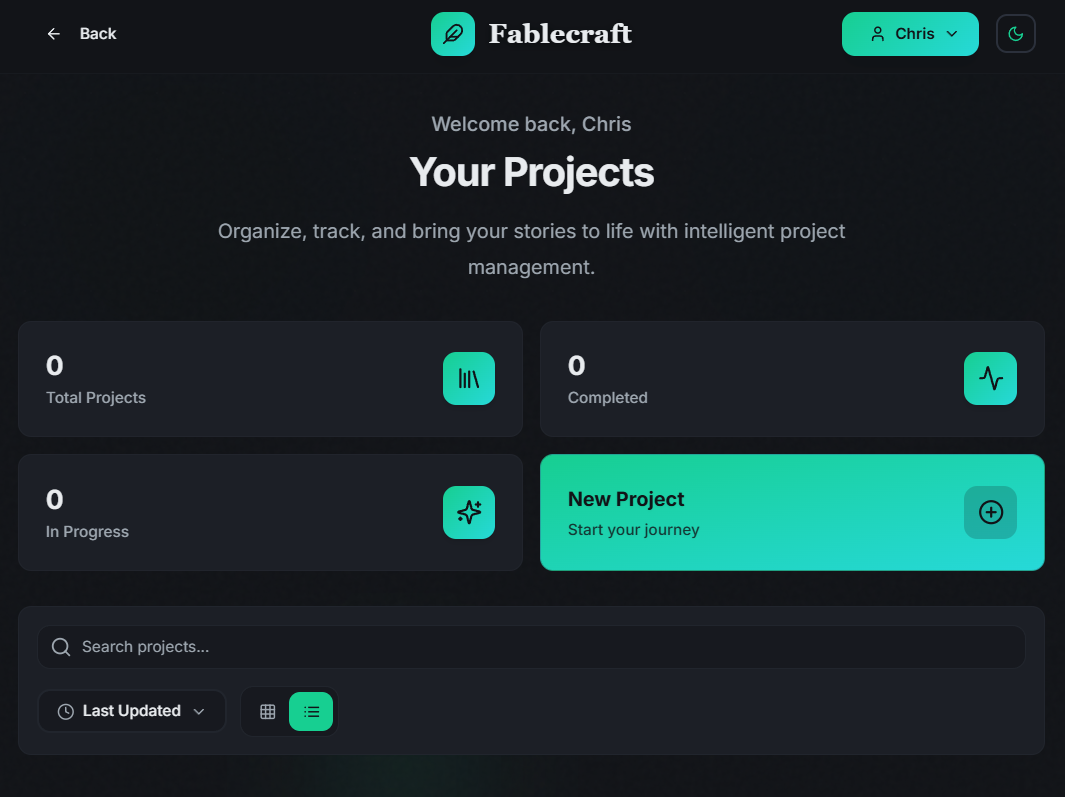 Back
Fablecraft
Chris
Welcome back, Chris
Your Projects
Organize, track, and bring your stories to life with intelligent project
management.
0
Total Projects
0
Completed
0
In Progress
New Project
Start your journey
Search projects...
Last Updated